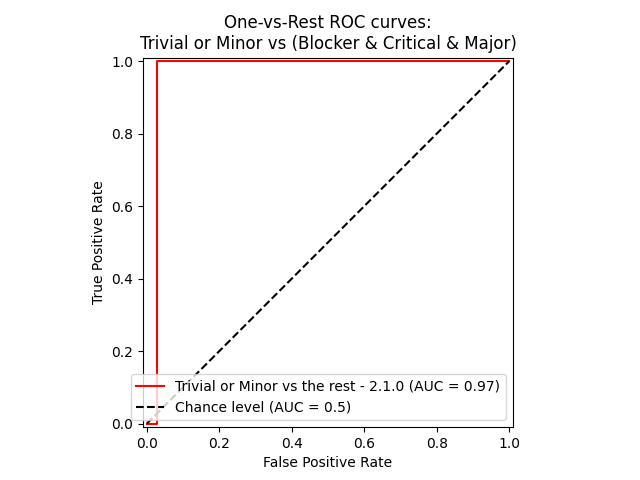 One-vs-Rest ROC curves:
Trivial or Minor vs (Blocker & Critical & Major)
True Positive Rate
1.0
0.8
0.6
0.4
0.2
0.0
Trivial or Minor vs the rest - 2.1.0 (AUC = 0.97)
Chance level (AUC = 0.5)
0.0 0.2 0.4 0.6 0.8 1.0
False Positive Rate